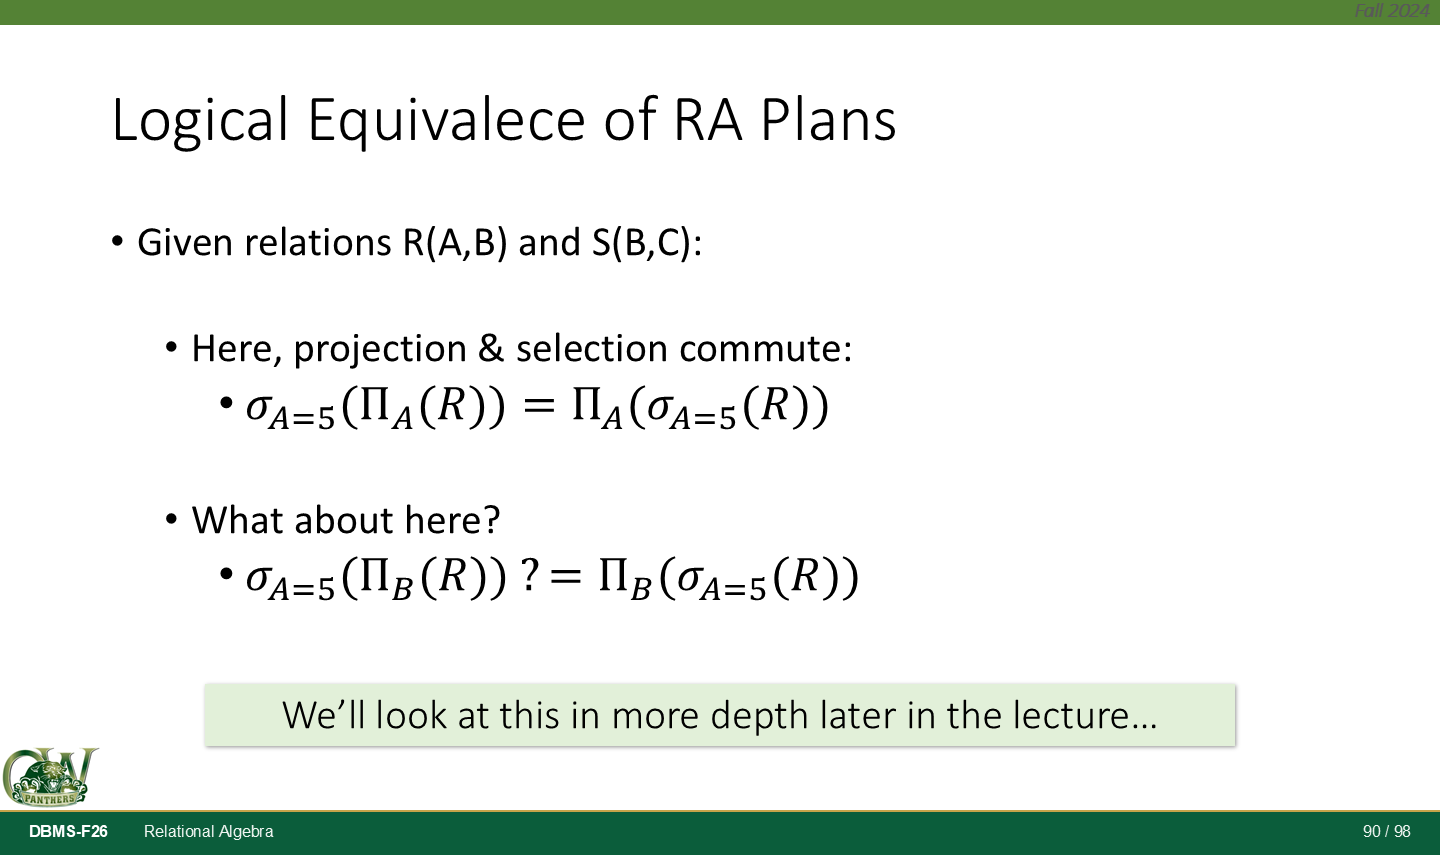 Fall 2024
Logical Equivalece of RA Plans
• Given relations R(A,B) and S(B,C):
• Here, projection & selection commute:
• σ_{A=5}(Π_A(R)) = Π_A(σ_{A=5}(R))
• What about here?
• σ_{A=5}(Π_B(R)) ? = Π_B(σ_{A=5}(R))
We’ll look at this in more depth later in the lecture…
OW
PANTHERS
DBMS-F26 Relational Algebra 90 / 98